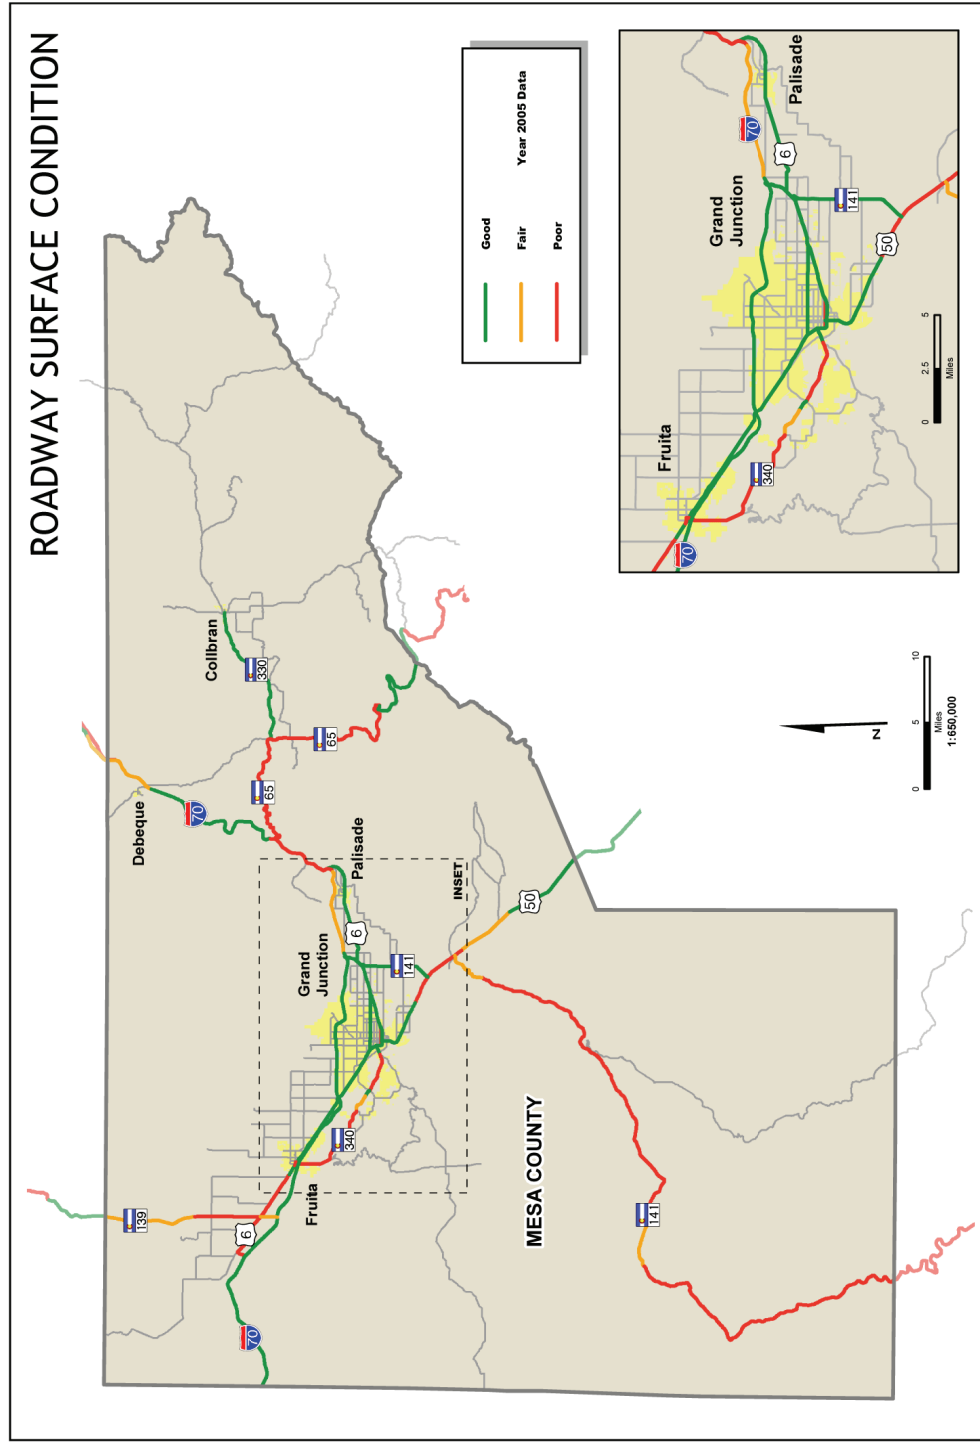 ROADWAY SURFACE CONDITION
Good
Fair
Year 2005 Data
Poor
Debeque
Collbran
70
330
65
65
Palisade
Grand
Junction
6
141
INSET
50
139
6
Fruita
340
70
MESA COUNTY
141
N
0
5
10
Miles
1:650,000
Fruita
70
340
Grand
Junction
70
6
Palisade
141
50
0
2.5
5
Miles